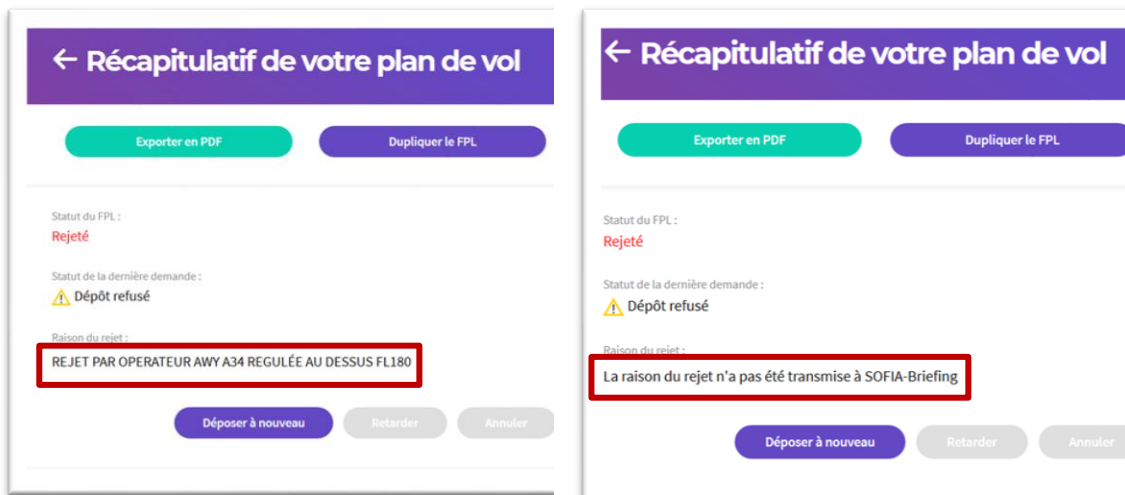 ← Récapitulatif de votre plan de vol
Exporter en PDF
Dupliquer le FPL
Statut du FPL :
Rejeté
Statut de la dernière demande :
Dépôt refusé
Raison du rejet :
REJET PAR OPERATEUR AWY A34 REGULÉE AU DESSUS FL180
Déposer à nouveau
Retarder
Annuler
← Récapitulatif de votre plan de vol
Exporter en PDF
Dupliquer le FPL
Statut du FPL :
Rejeté
Statut de la dernière demande :
Dépôt refusé
Raison du rejet :
La raison du rejet n'a pas été transmise à SOFIA-Briefing
Déposer à nouveau
Retarder
Annuler